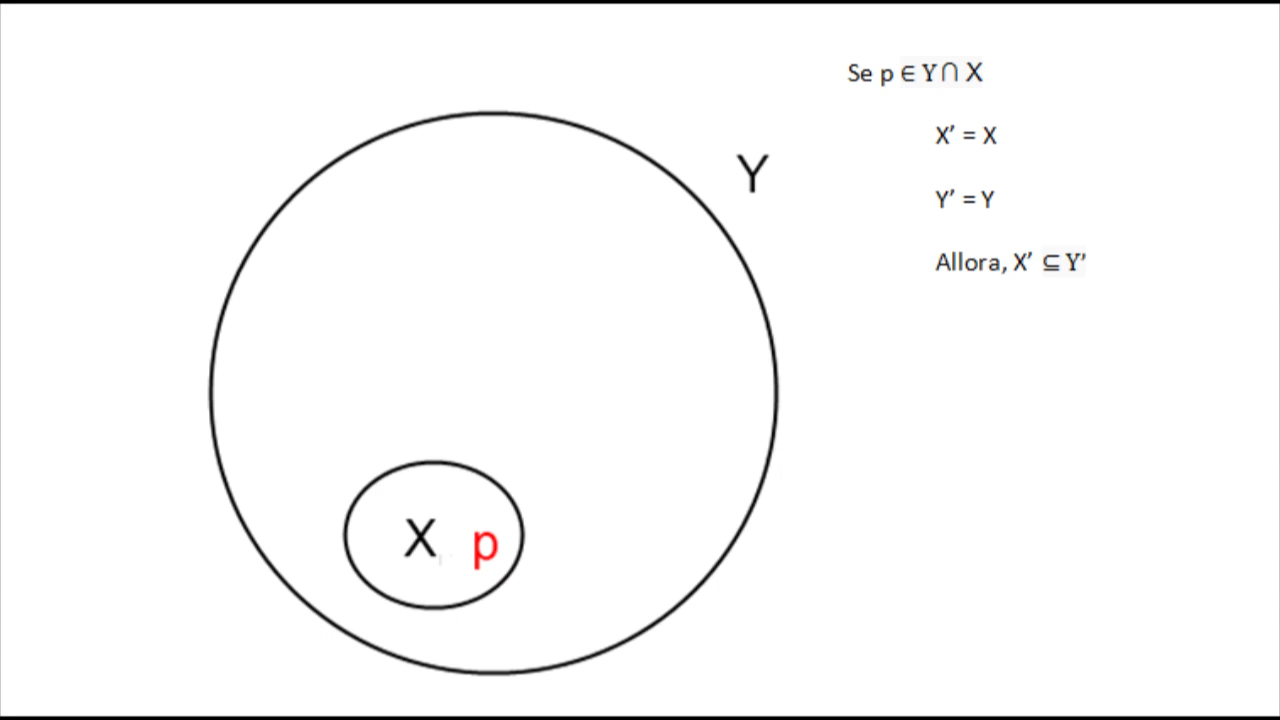 Se p ∈ Y ∩ X
X’ = X
Y
Y’ = Y
Allora, X’ ⊆ Y’
X p